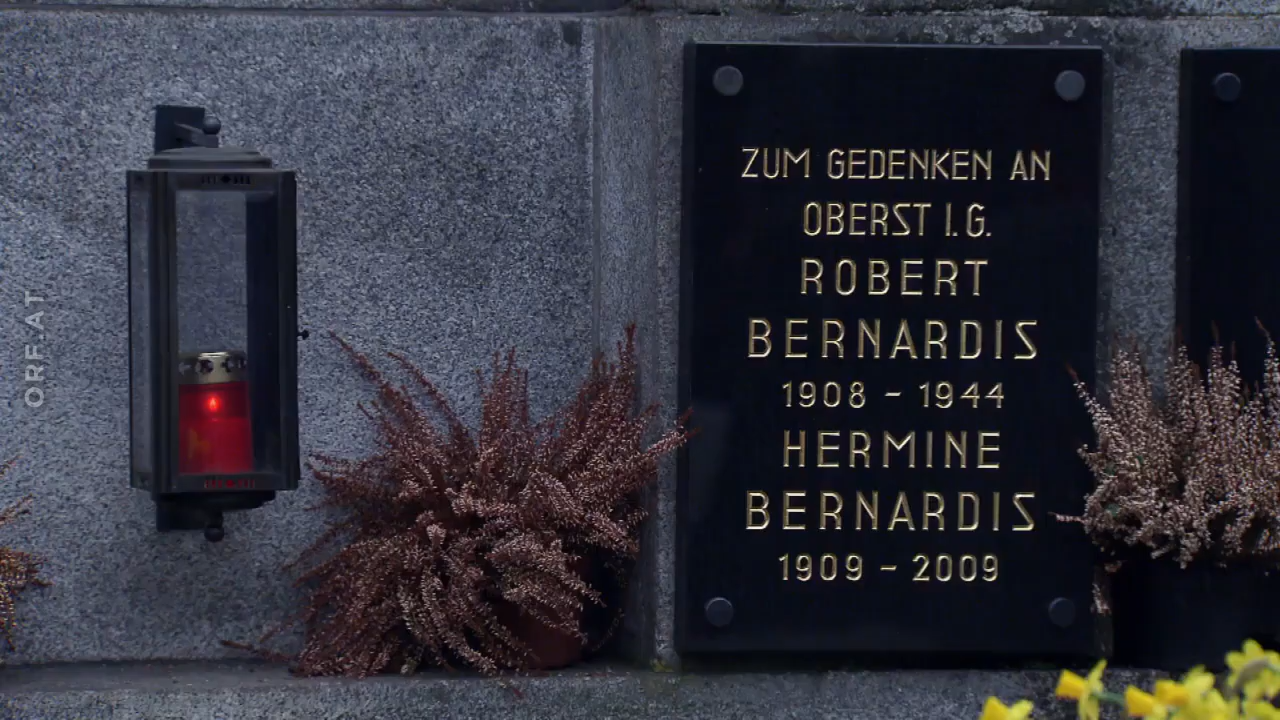 ORF.AT
ZUM GEDENKEN AN
OBERST I.G.
ROBERT
BERNARDIS
1908 - 1944
HERMINE
BERNARDIS
1909 - 2009